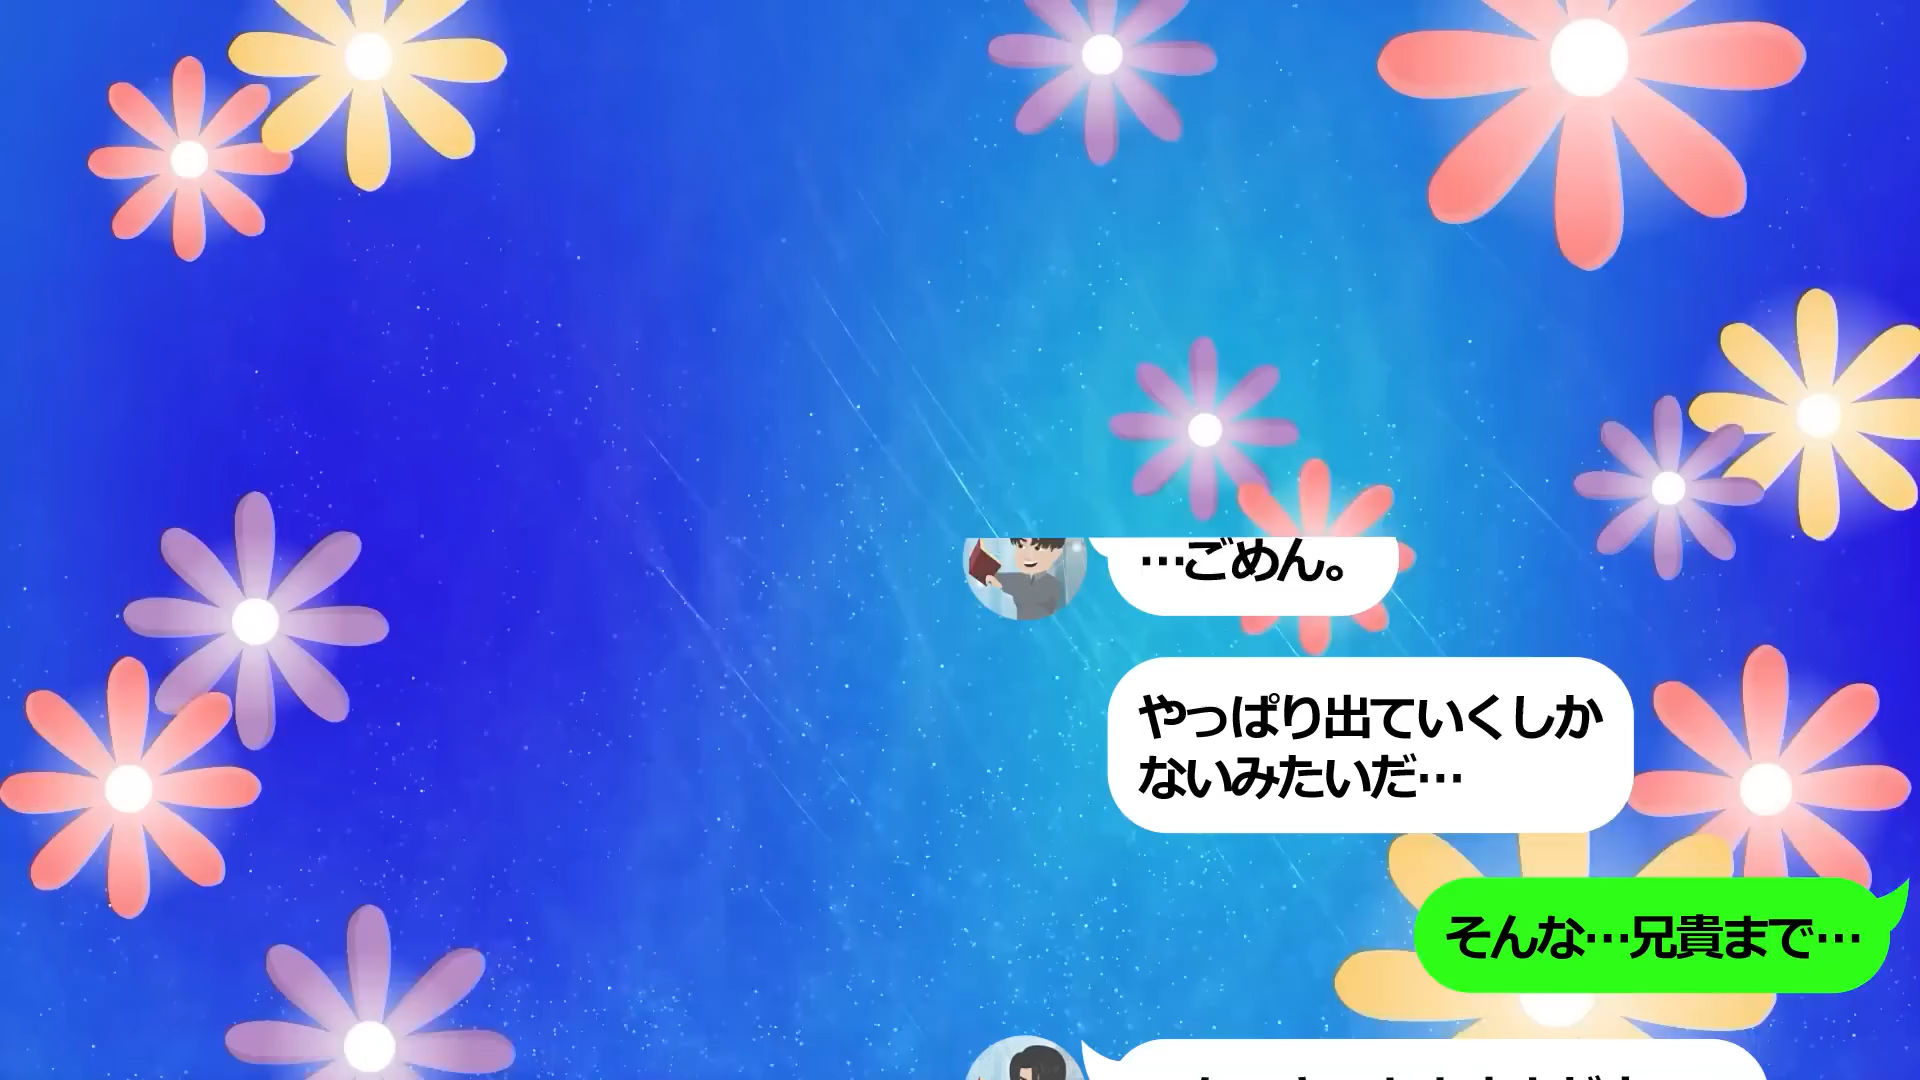 …ごめん。
やっぱり出ていくしか
ないみたいだ…
そんな…兄貴まで…